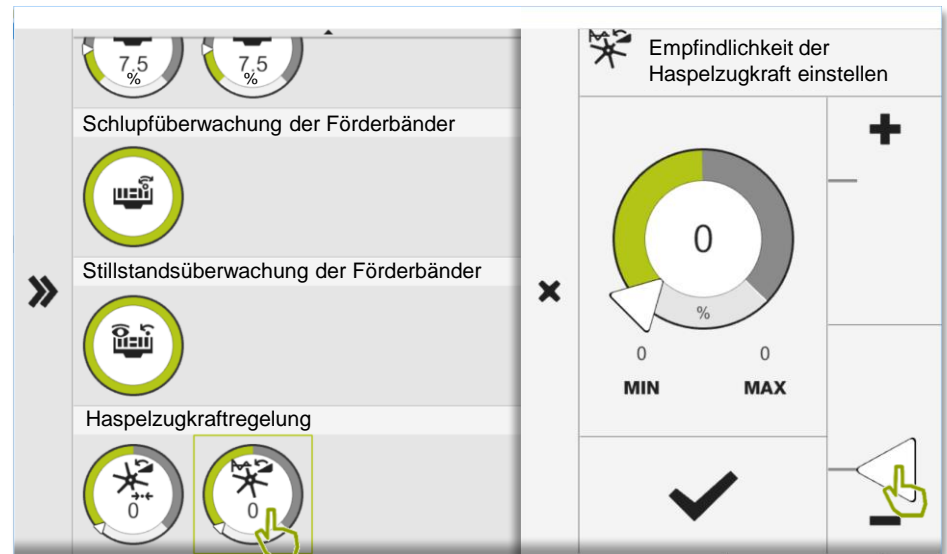 7,5
%
7,5
%
Schlupfüberwachung der Förderbänder
Stillstandsüberwachung der Förderbänder
Haspelzugkraftregelung
0
0
Empfindlichkeit der
Haspelzugkraft einstellen
0
%
0
0
MIN
MAX